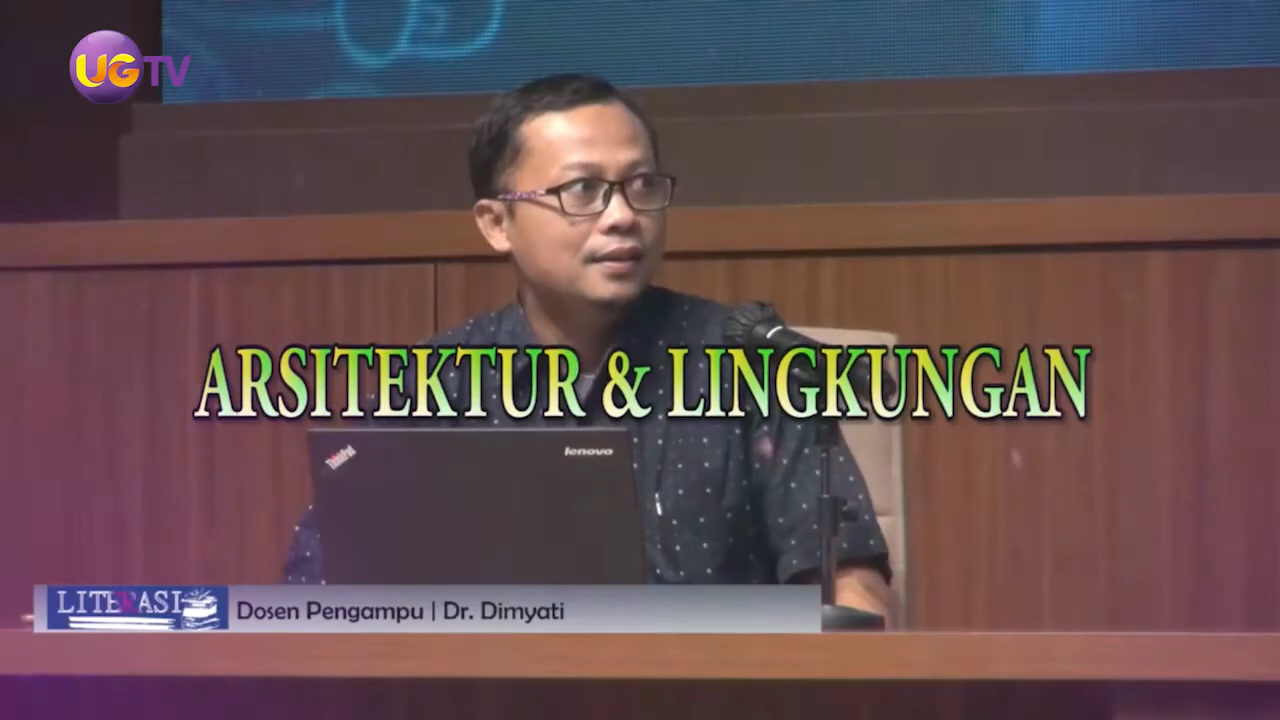 UGTV
ARSITEKTUR & LINGKUNGAN
ThinkPad
lenovo
LITERASI
Dosen Pengampu | Dr. Dimyati